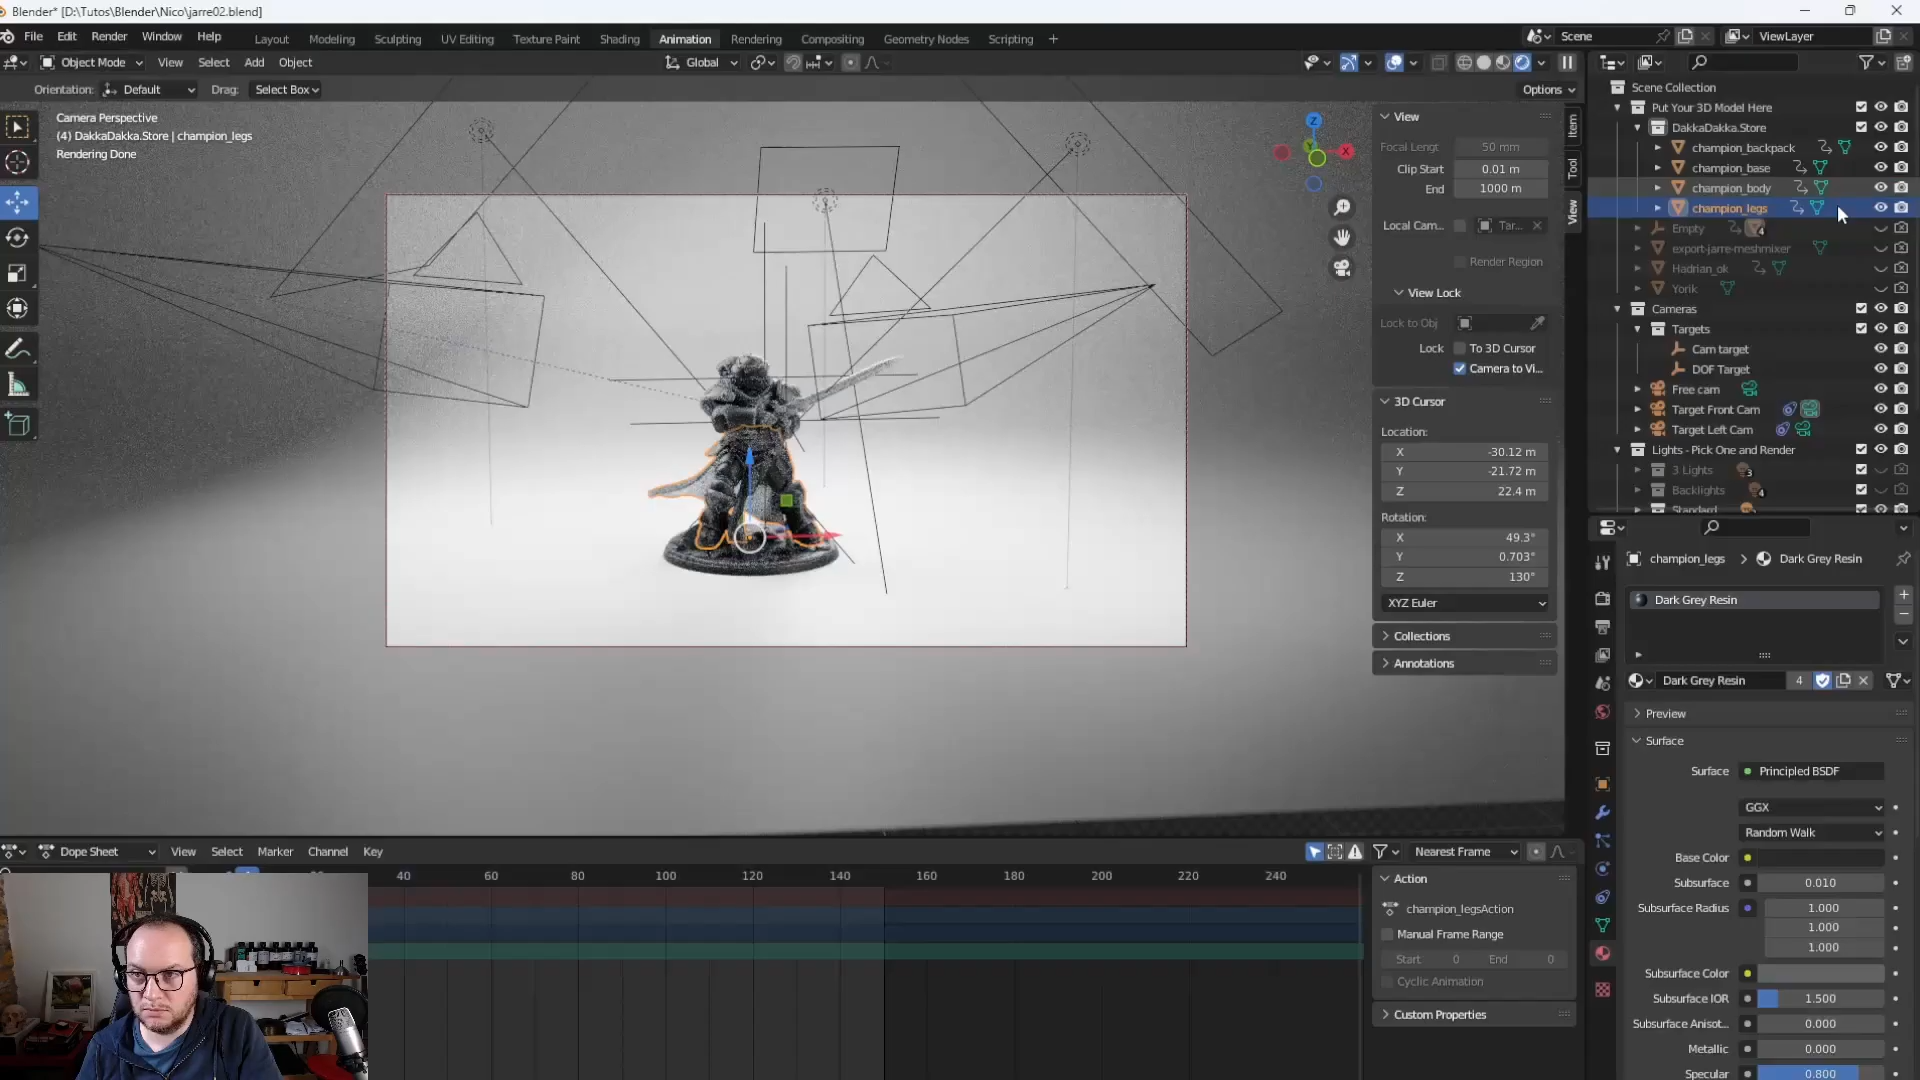 Blender* [D:\Tutos\Blender\Nico\jarre02.blend]
File Edit Render Window Help
Layout Modeling Sculpting UV Editing Texture Paint Shading Animation Rendering Compositing Geometry Nodes Scripting +
Scene
ViewLayer
Object Mode View Select Add Object
Global
Orientation: Default Drag: Select Box
Options
Camera Perspective
(4) DakkaDakka.Store | champion_legs
Rendering Done
Z
X
View
Focal Lengt 50 mm
Clip Start 0.01 m
End 1000 m
Local Cam... Tar...
Render Region
View Lock
Lock to Obj
Lock To 3D Cursor
Camera to Vi...
3D Cursor
Location:
X -30.12 m
Y -21.72 m
Z 22.4 m
Rotation:
X 49.3°
Y 0.703°
Z 130°
XYZ Euler
Collections
Annotations
Item
Tool
View
Scene Collection
Put Your 3D Model Here
DakkaDakka.Store
champion_backpack
champion_base
champion_body
champion_legs
Empty 4
export-jarre-meshmixer
Hadrian_ok
Yorik
Cameras
Targets
Cam target
DOF Target
Free cam
Target Front Cam
Target Left Cam
Lights - Pick One and Render
3 Lights 3
Backlights 4
Standard
champion_legs > Dark Grey Resin
Dark Grey Resin
Dark Grey Resin 4
Preview
Surface
Surface Principled BSDF
GGX
Random Walk
Base Color
Subsurface 0.010
Subsurface Radius 1.000
1.000
1.000
Subsurface Color
Subsurface IOR 1.500
Subsurface Anisot... 0.000
Metallic 0.000
Specular 0.800
Dope Sheet View Select Marker Channel Key
Nearest Frame
40 60 80 100 120 140 160 180 200 220 240
Action
champion_legsAction
Manual Frame Range
Start 0 End 0
Cyclic Animation
Custom Properties